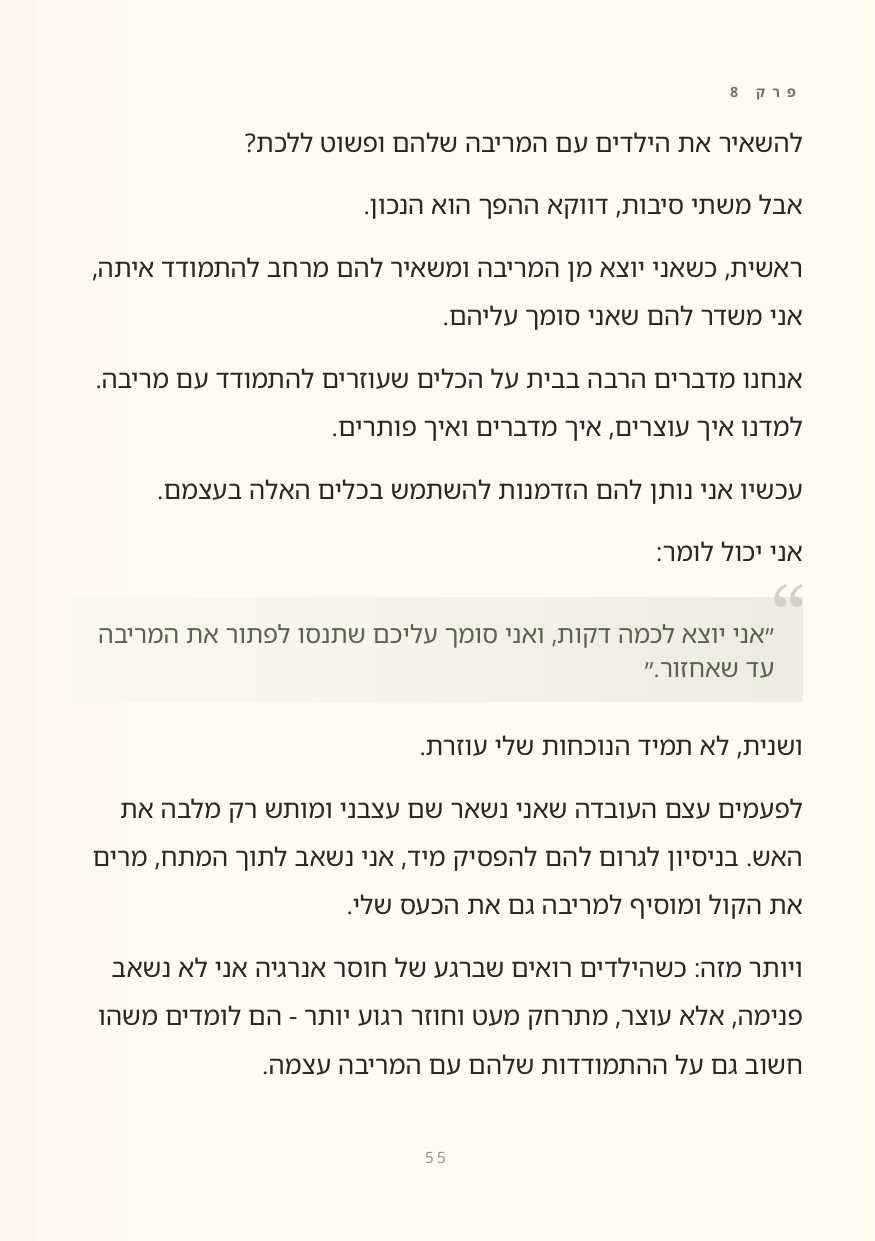 פרק 8
להשאיר את הילדים עם המריבה שלהם ופשוט ללכת?
אבל משתי סיבות, דווקא ההפך הוא הנכון.
ראשית, כשאני יוצא מן המריבה ומשאיר להם מרחב להתמודד איתה,
אני משדר להם שאני סומך עליהם.
אנחנו מדברים הרבה בבית על הכלים שעוזרים להתמודד עם מריבה.
למדנו איך עוצרים, איך מדברים ואיך פותרים.
עכשיו אני נותן להם הזדמנות להשתמש בכלים האלה בעצמם.
אני יכול לומר:
“
״אני יוצא לכמה דקות, ואני סומך עליכם שתנסו לפתור את המריבה
עד שאחזור.״
ושנית, לא תמיד הנוכחות שלי עוזרת.
לפעמים עצם העובדה שאני נשאר שם עצבני ומותש רק מלבה את
האש. בניסיון לגרום להם להפסיק מיד, אני נשאב לתוך המתח, מרים
את הקול ומוסיף למריבה גם את הכעס שלי.
ויותר מזה: כשהילדים רואים שברגע של חוסר אנרגיה אני לא נשאב
פנימה, אלא עוצר, מתרחק מעט וחוזר רגוע יותר - הם לומדים משהו
חשוב גם על ההתמודדות שלהם עם המריבה עצמה.
55